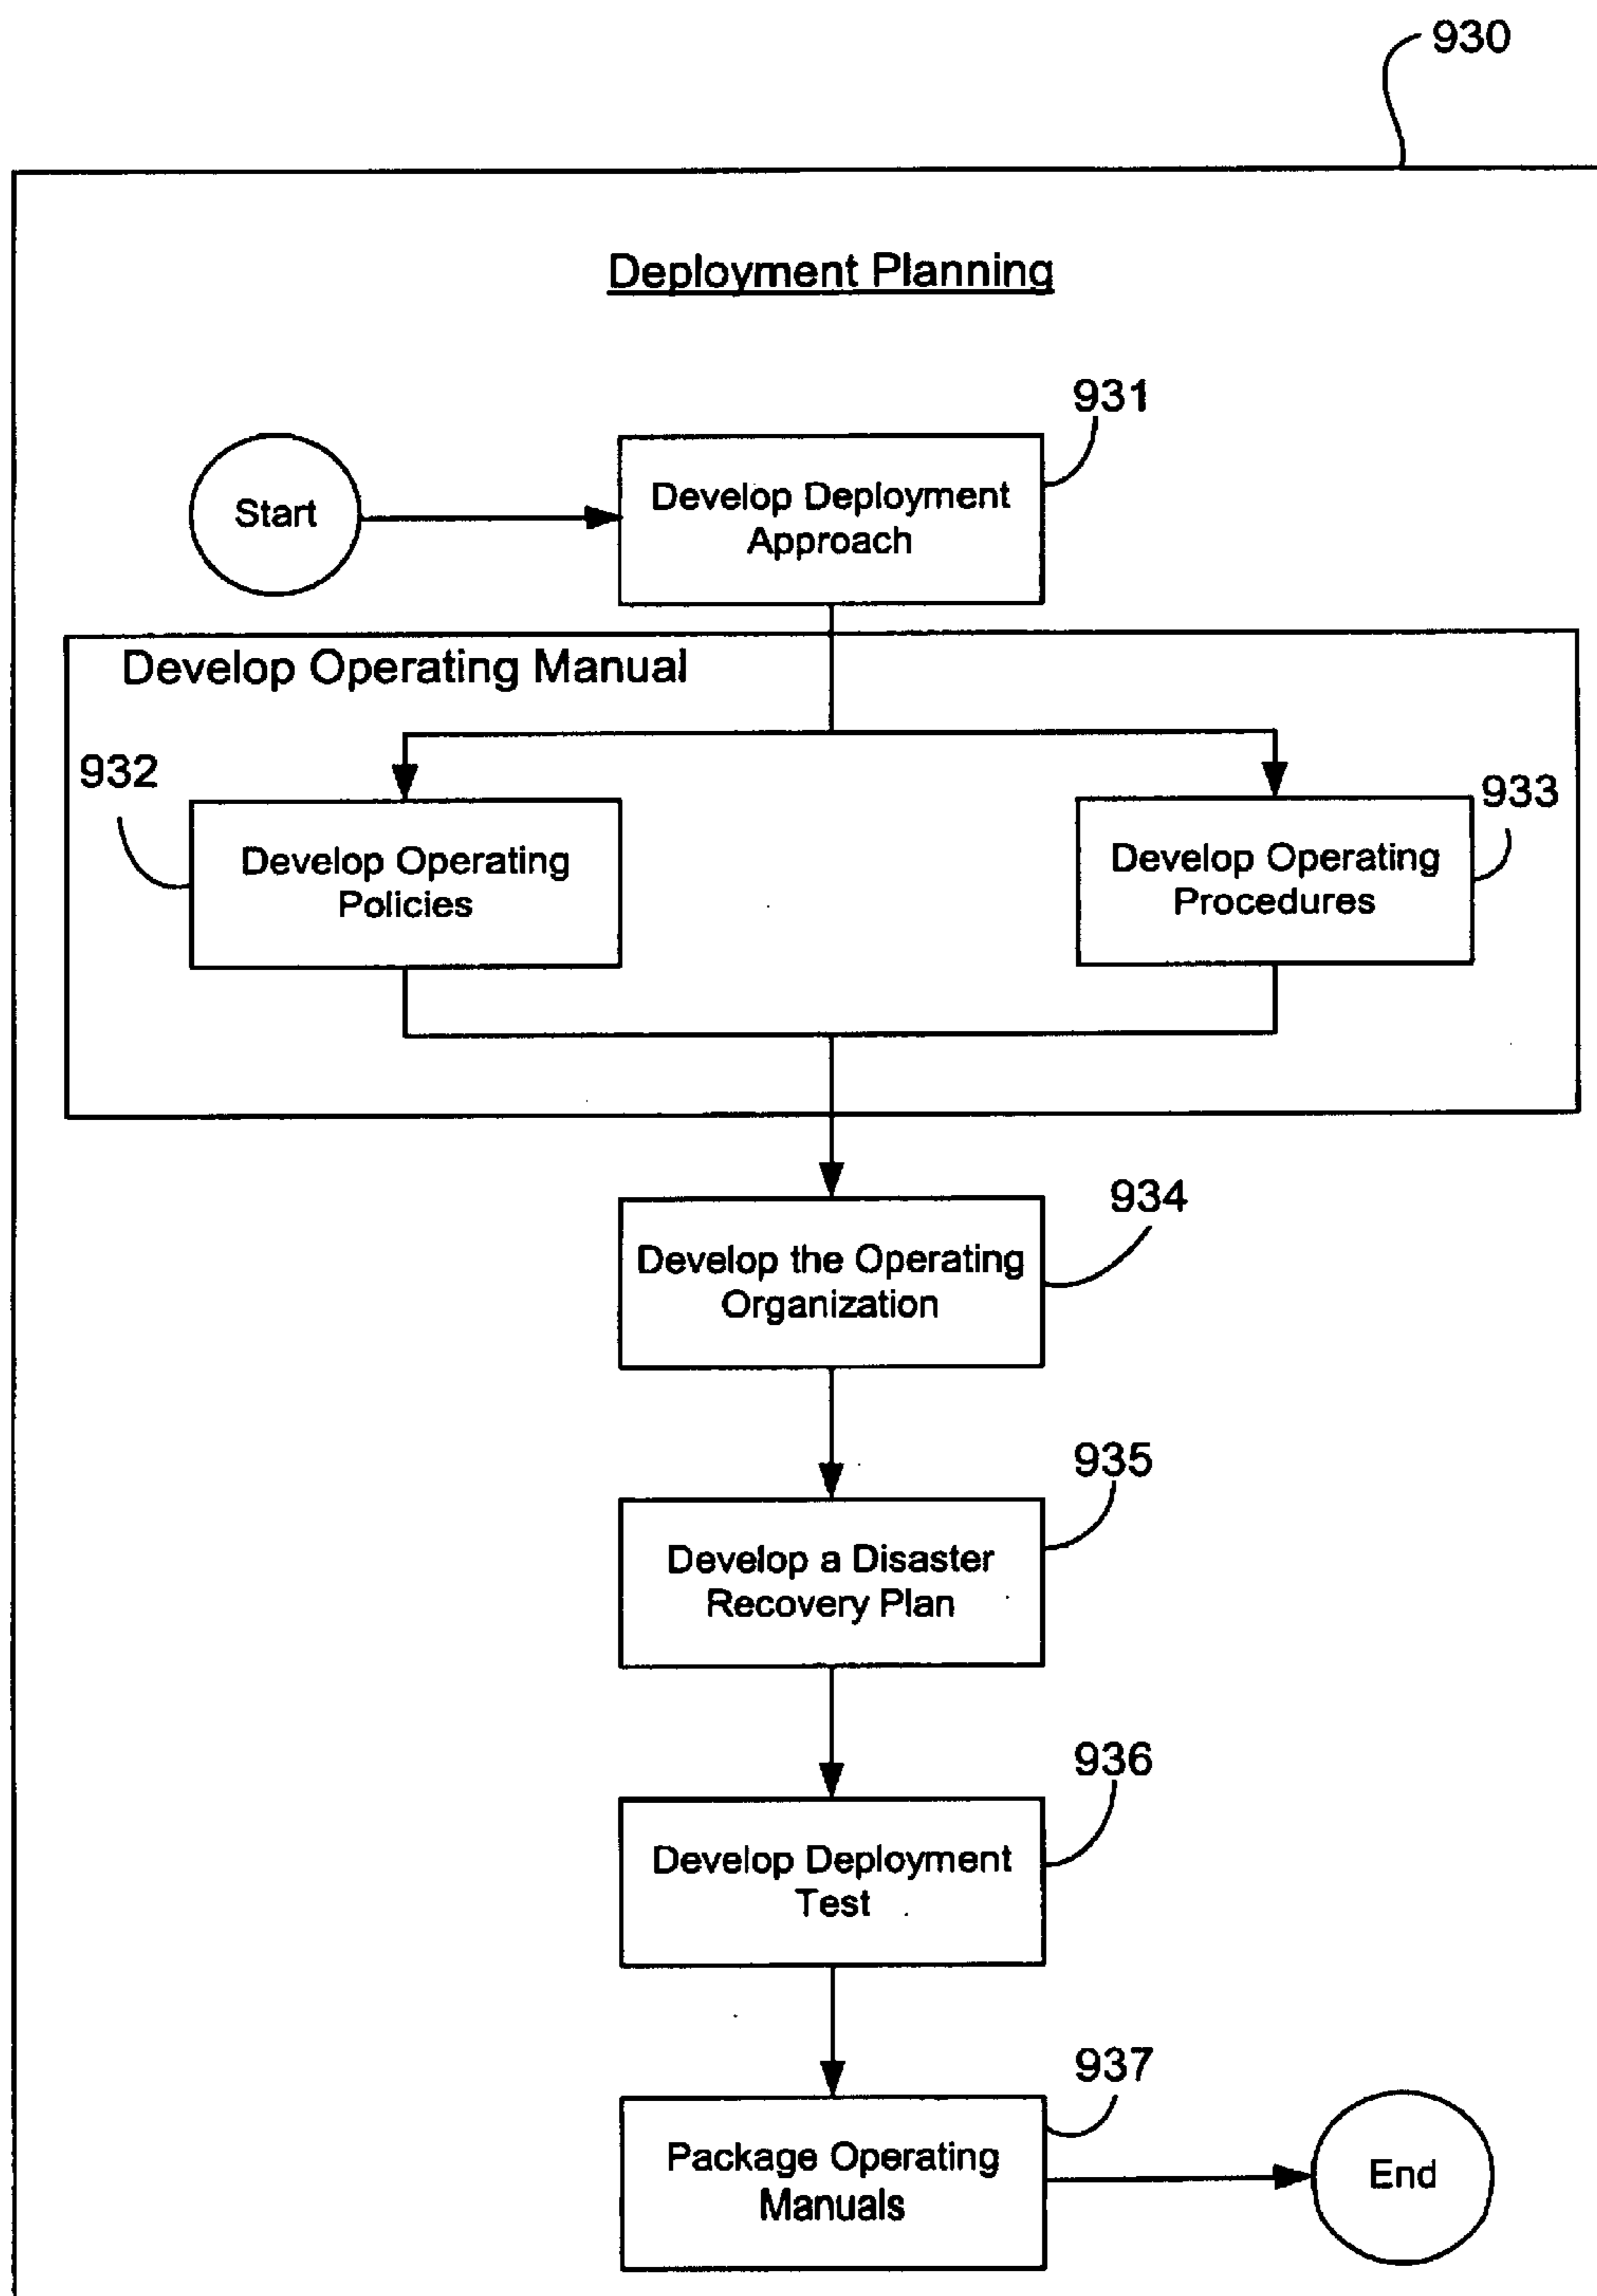 930
Deployment Planning
931
Start
Develop Deployment
Approach
Develop Operating Manual
932
933
Develop Operating
Policies
Develop Operating
Procedures
934
Develop the Operating
Organization
935
Develop a Disaster
Recovery Plan
936
Develop Deployment
Test
937
Package Operating
Manuals
End